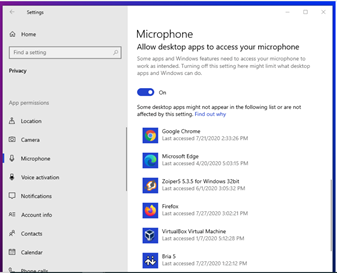 Settings
Home
Find a setting
Privacy
App permissions
Location
Camera
Microphone
Voice activation
Notifications
Account info
Contacts
Calendar
Phone calls
Microphone
Allow desktop apps to access your microphone
Some apps and Windows features need to access your microphone to
work as intended. Turning off this setting here might limit what desktop
apps and Windows can do.
On
Some desktop apps might not appear in the following list or are not
affected by this setting. Find out why
Google Chrome
Last accessed 7/21/2020 2:33:26 PM
Microsoft Edge
Last accessed 4/20/2020 5:03:15 PM
Zoiper5 5.3.5 for Windows 32bit
Last accessed 6/1/2020 3:05:32 PM
Firefox
Last accessed 7/27/2020 3:02:21 PM
VirtualBox Virtual Machine
Last accessed 1/7/2020 5:12:28 PM
Bria 5
Last accessed 7/27/2020 1:22:12 PM